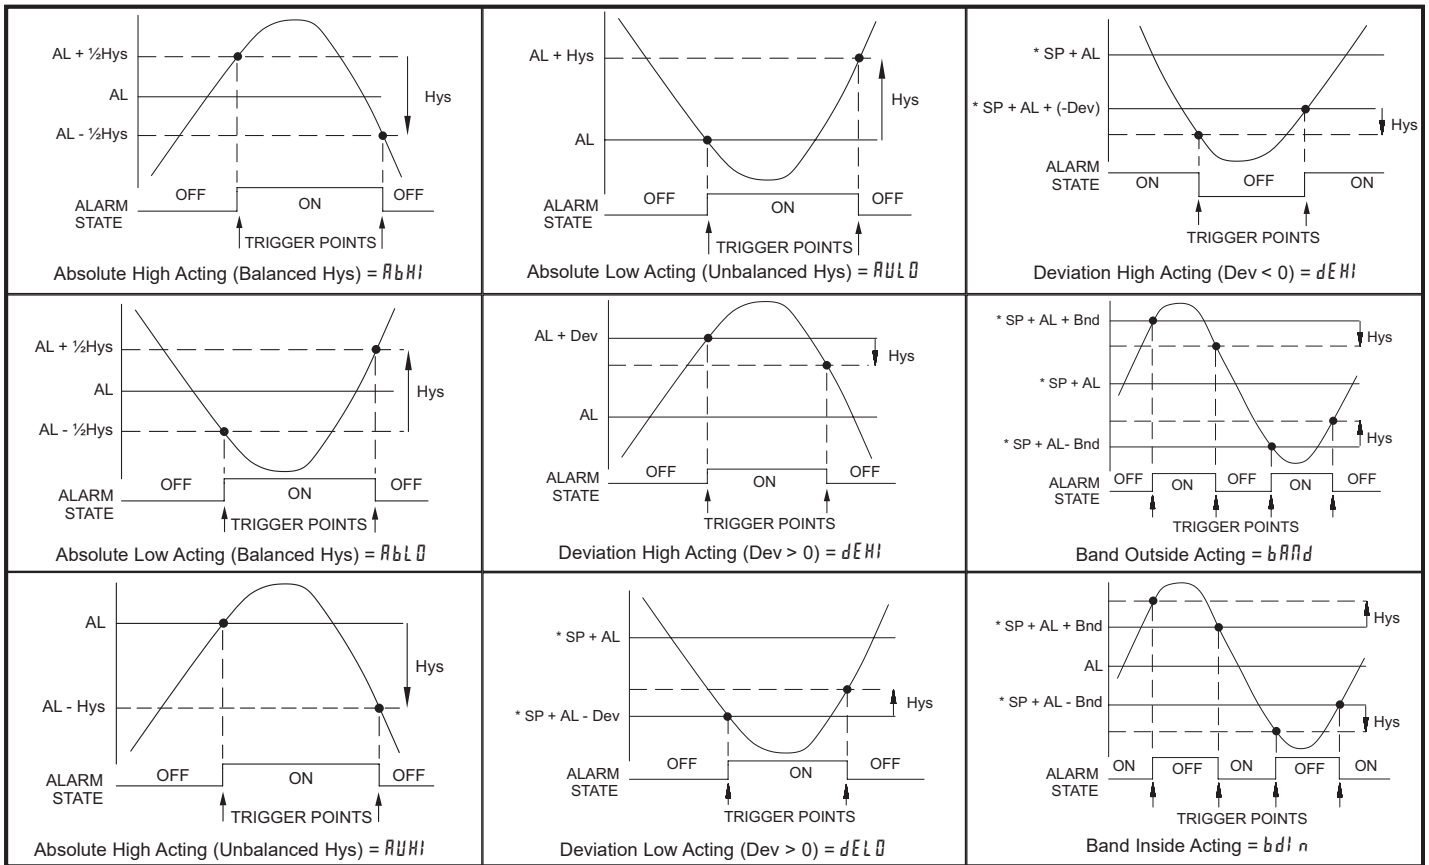 AL + ½Hys
AL
AL - ½Hys
Hys
OFF
ON
OFF
ALARM
STATE
TRIGGER POINTS
Absolute High Acting (Balanced Hys) = AbHI
AL + Hys
AL
Hys
OFF
ON
OFF
ALARM
STATE
TRIGGER POINTS
Absolute Low Acting (Unbalanced Hys) = AULO
* SP + AL
* SP + AL + (-Dev)
Hys
ALARM
STATE
ON
OFF
ON
TRIGGER POINTS
Deviation High Acting (Dev < 0) = dEHI
AL + ½Hys
AL
AL - ½Hys
Hys
OFF
ON
OFF
ALARM
STATE
TRIGGER POINTS
Absolute Low Acting (Balanced Hys) = AbLO
AL + Dev
Hys
AL
OFF
ON
OFF
ALARM
STATE
TRIGGER POINTS
Deviation High Acting (Dev > 0) = dEHI
* SP + AL + Bnd
Hys
* SP + AL
* SP + AL- Bnd
Hys
ALARM
STATE
OFF
ON
OFF
ON
OFF
TRIGGER POINTS
Band Outside Acting = bANd
AL
Hys
AL - Hys
OFF
ON
OFF
ALARM
STATE
TRIGGER POINTS
Absolute High Acting (Unbalanced Hys) = AUHI
* SP + AL
* SP + AL - Dev
Hys
OFF
ON
OFF
ALARM
STATE
TRIGGER POINTS
Deviation Low Acting (Dev > 0) = dELO
* SP + AL + Bnd
Hys
AL
* SP + AL - Bnd
Hys
ALARM
STATE
ON
OFF
ON
OFF
ON
TRIGGER POINTS
Band Inside Acting = bdIn